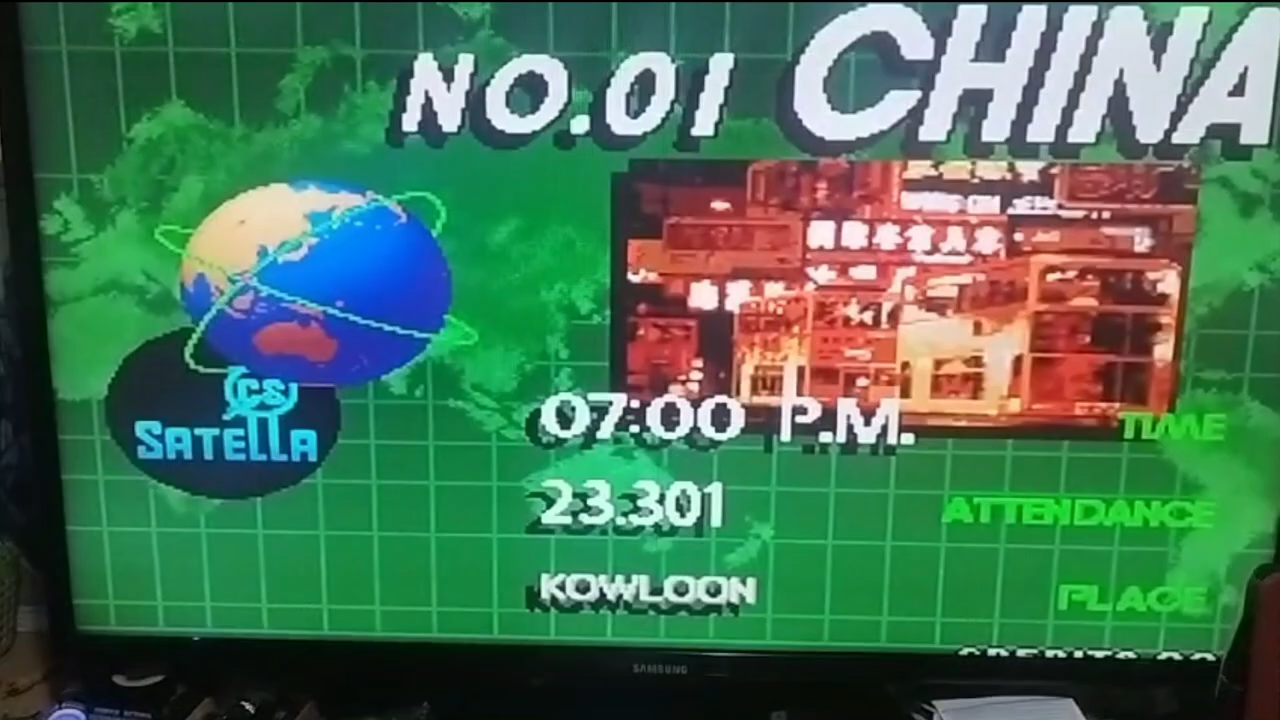 NO.01 CHINA
CS
SATELLA
07:00 P.M. TIME
23.301 ATTENDANCE
KOWLOON PLACE
SAMSUNG